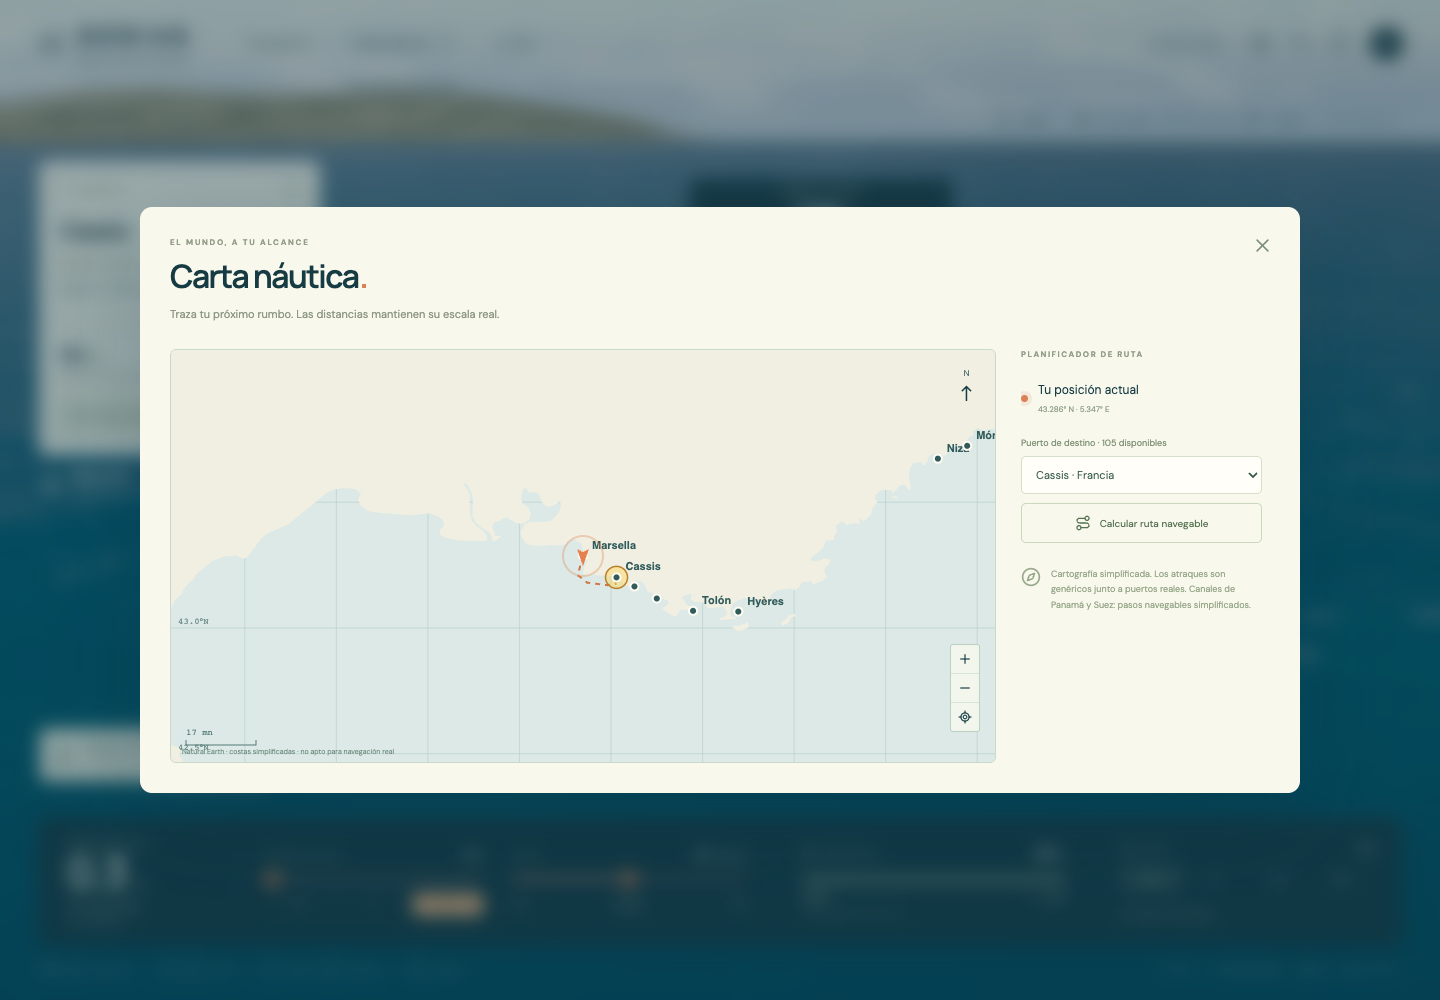 EL MUNDO, A TU ALCANCE
Carta náutica.
Traza tu próximo rumbo. Las distancias mantienen su escala real.
N
Niza
Marsella
Cassis
Tolón
Hyères
43.0°N
17 mn
42.5°N
Natural Earth · costas simplificadas · no apto para navegación real
PLANIFICADOR DE RUTA
Tu posición actual
43.286° N · 5.347° E
Puerto de destino · 105 disponibles
Cassis · Francia
Calcular ruta navegable
Cartografía simplificada. Los atraques son
genéricos junto a puertos reales. Canales de
Panamá y Suez: pasos navegables simplificados.